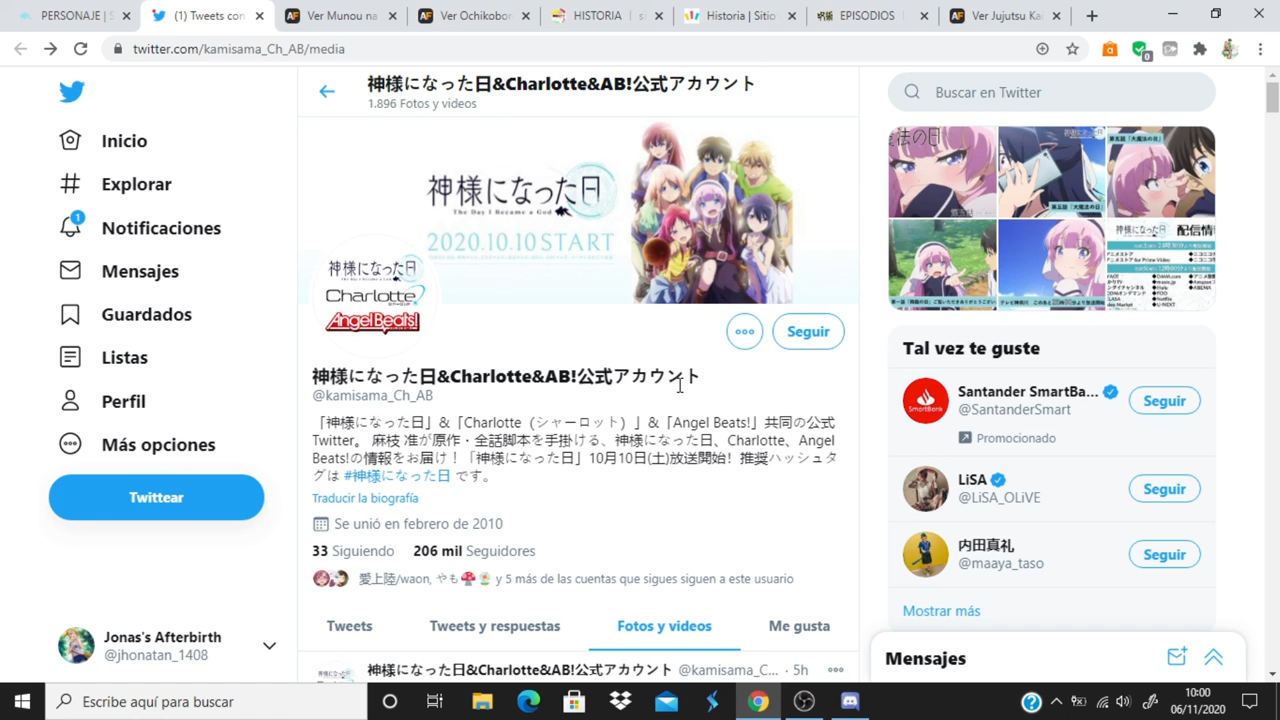 PERSONAJE | S
(1) Tweets con
Ver Munou na
Ver Ochikobor
HISTORIA | si
Historia | Sitio
EPISODIOS
Ver Jujutsu Kai
twitter.com/kamisama_Ch_AB/media
神様になった日&Charlotte&AB!公式アカウント
1.896 Fotos y videos
Buscar en Twitter
Inicio
Explorar
1
Notificaciones
Mensajes
Guardados
Listas
Perfil
Más opciones
Twittear
神様になった日
The Day I Became a God
2020.10.10 START
神様になった日
Charlotte
AngelBeats!
Seguir
神様になった日&Charlotte&AB!公式アカウント
@kamisama_Ch_AB
「神様になった日」&「Charlotte（シャーロット）」&「Angel Beats!」共同の公式
Twitter。 麻枝 准が原作・全話脚本を手掛ける、神様になった日、Charlotte、Angel
Beats!の情報をお届け！「神様になった日」10月10日(土)放送開始！推奨ハッシュタ
グは #神様になった日 です。
Traducir la biografía
Se unió en febrero de 2010
33 Siguiendo 206 mil Seguidores
愛上陸/waon, やも🍄🌻 y 5 más de las cuentas que sigues siguen a este usuario
Tweets
Tweets y respuestas
Fotos y videos
Me gusta
神様になった日&Charlotte&AB!公式アカウント @kamisama_C... · 5h
Tal vez te guste
Santander SmartBa...
@SantanderSmart
Promocionado
Seguir
LiSA
@LiSA_OLiVE
Seguir
内田真礼
@maaya_taso
Seguir
Mostrar más
Mensajes
Jonas's Afterbirth
@jhonatan_1408
Escribe aquí para buscar
10:00
06/11/2020